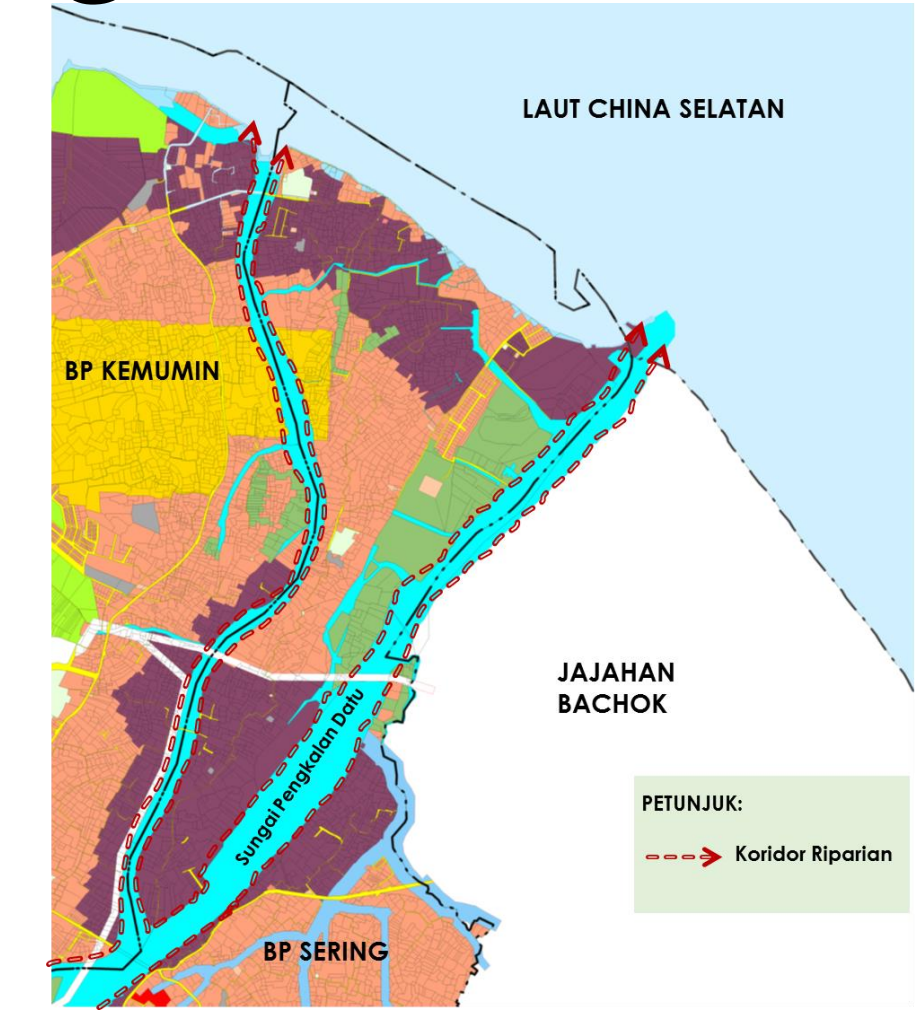 LAUT CHINA SELATAN
BP KEMUMIN
JAJAHAN
BACHOK
Sungai Pengkalan Datu
PETUNJUK:
Koridor Riparian
BP SERING